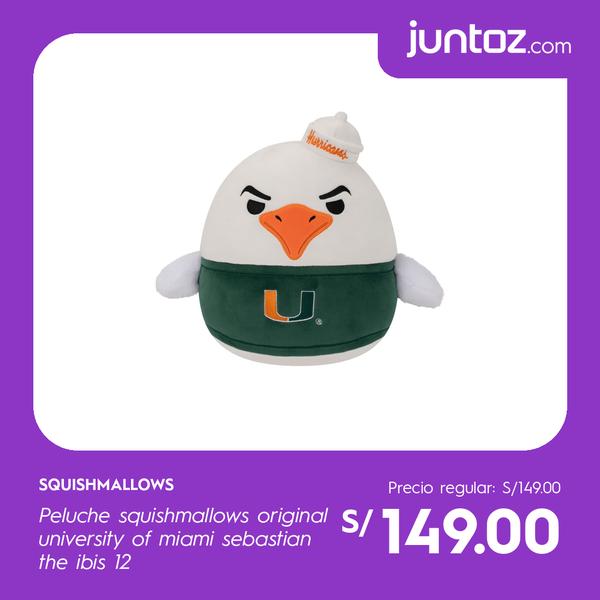 juntoz.com
Hurricanes
U
®
SQUISHMALLOWS
Peluche squishmallows original
university of miami sebastian
the ibis 12
Precio regular: S/149.00
S/ 149.00